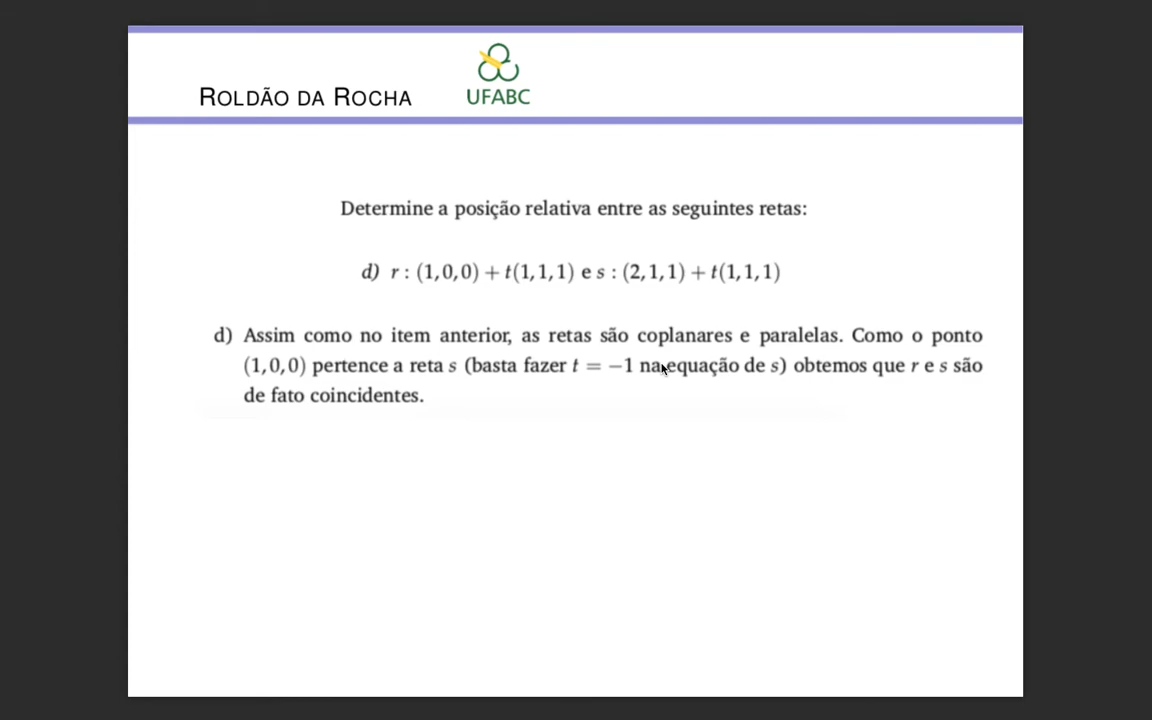 ROLDÃO DA ROCHA
UFABC
Determine a posição relativa entre as seguintes retas:
d) r : (1,0,0) + t(1,1,1) e s : (2,1,1) + t(1,1,1)
d) Assim como no item anterior, as retas são coplanares e paralelas. Como o ponto
(1,0,0) pertence a reta s (basta fazer t = −1 na equação de s) obtemos que r e s são
de fato coincidentes.